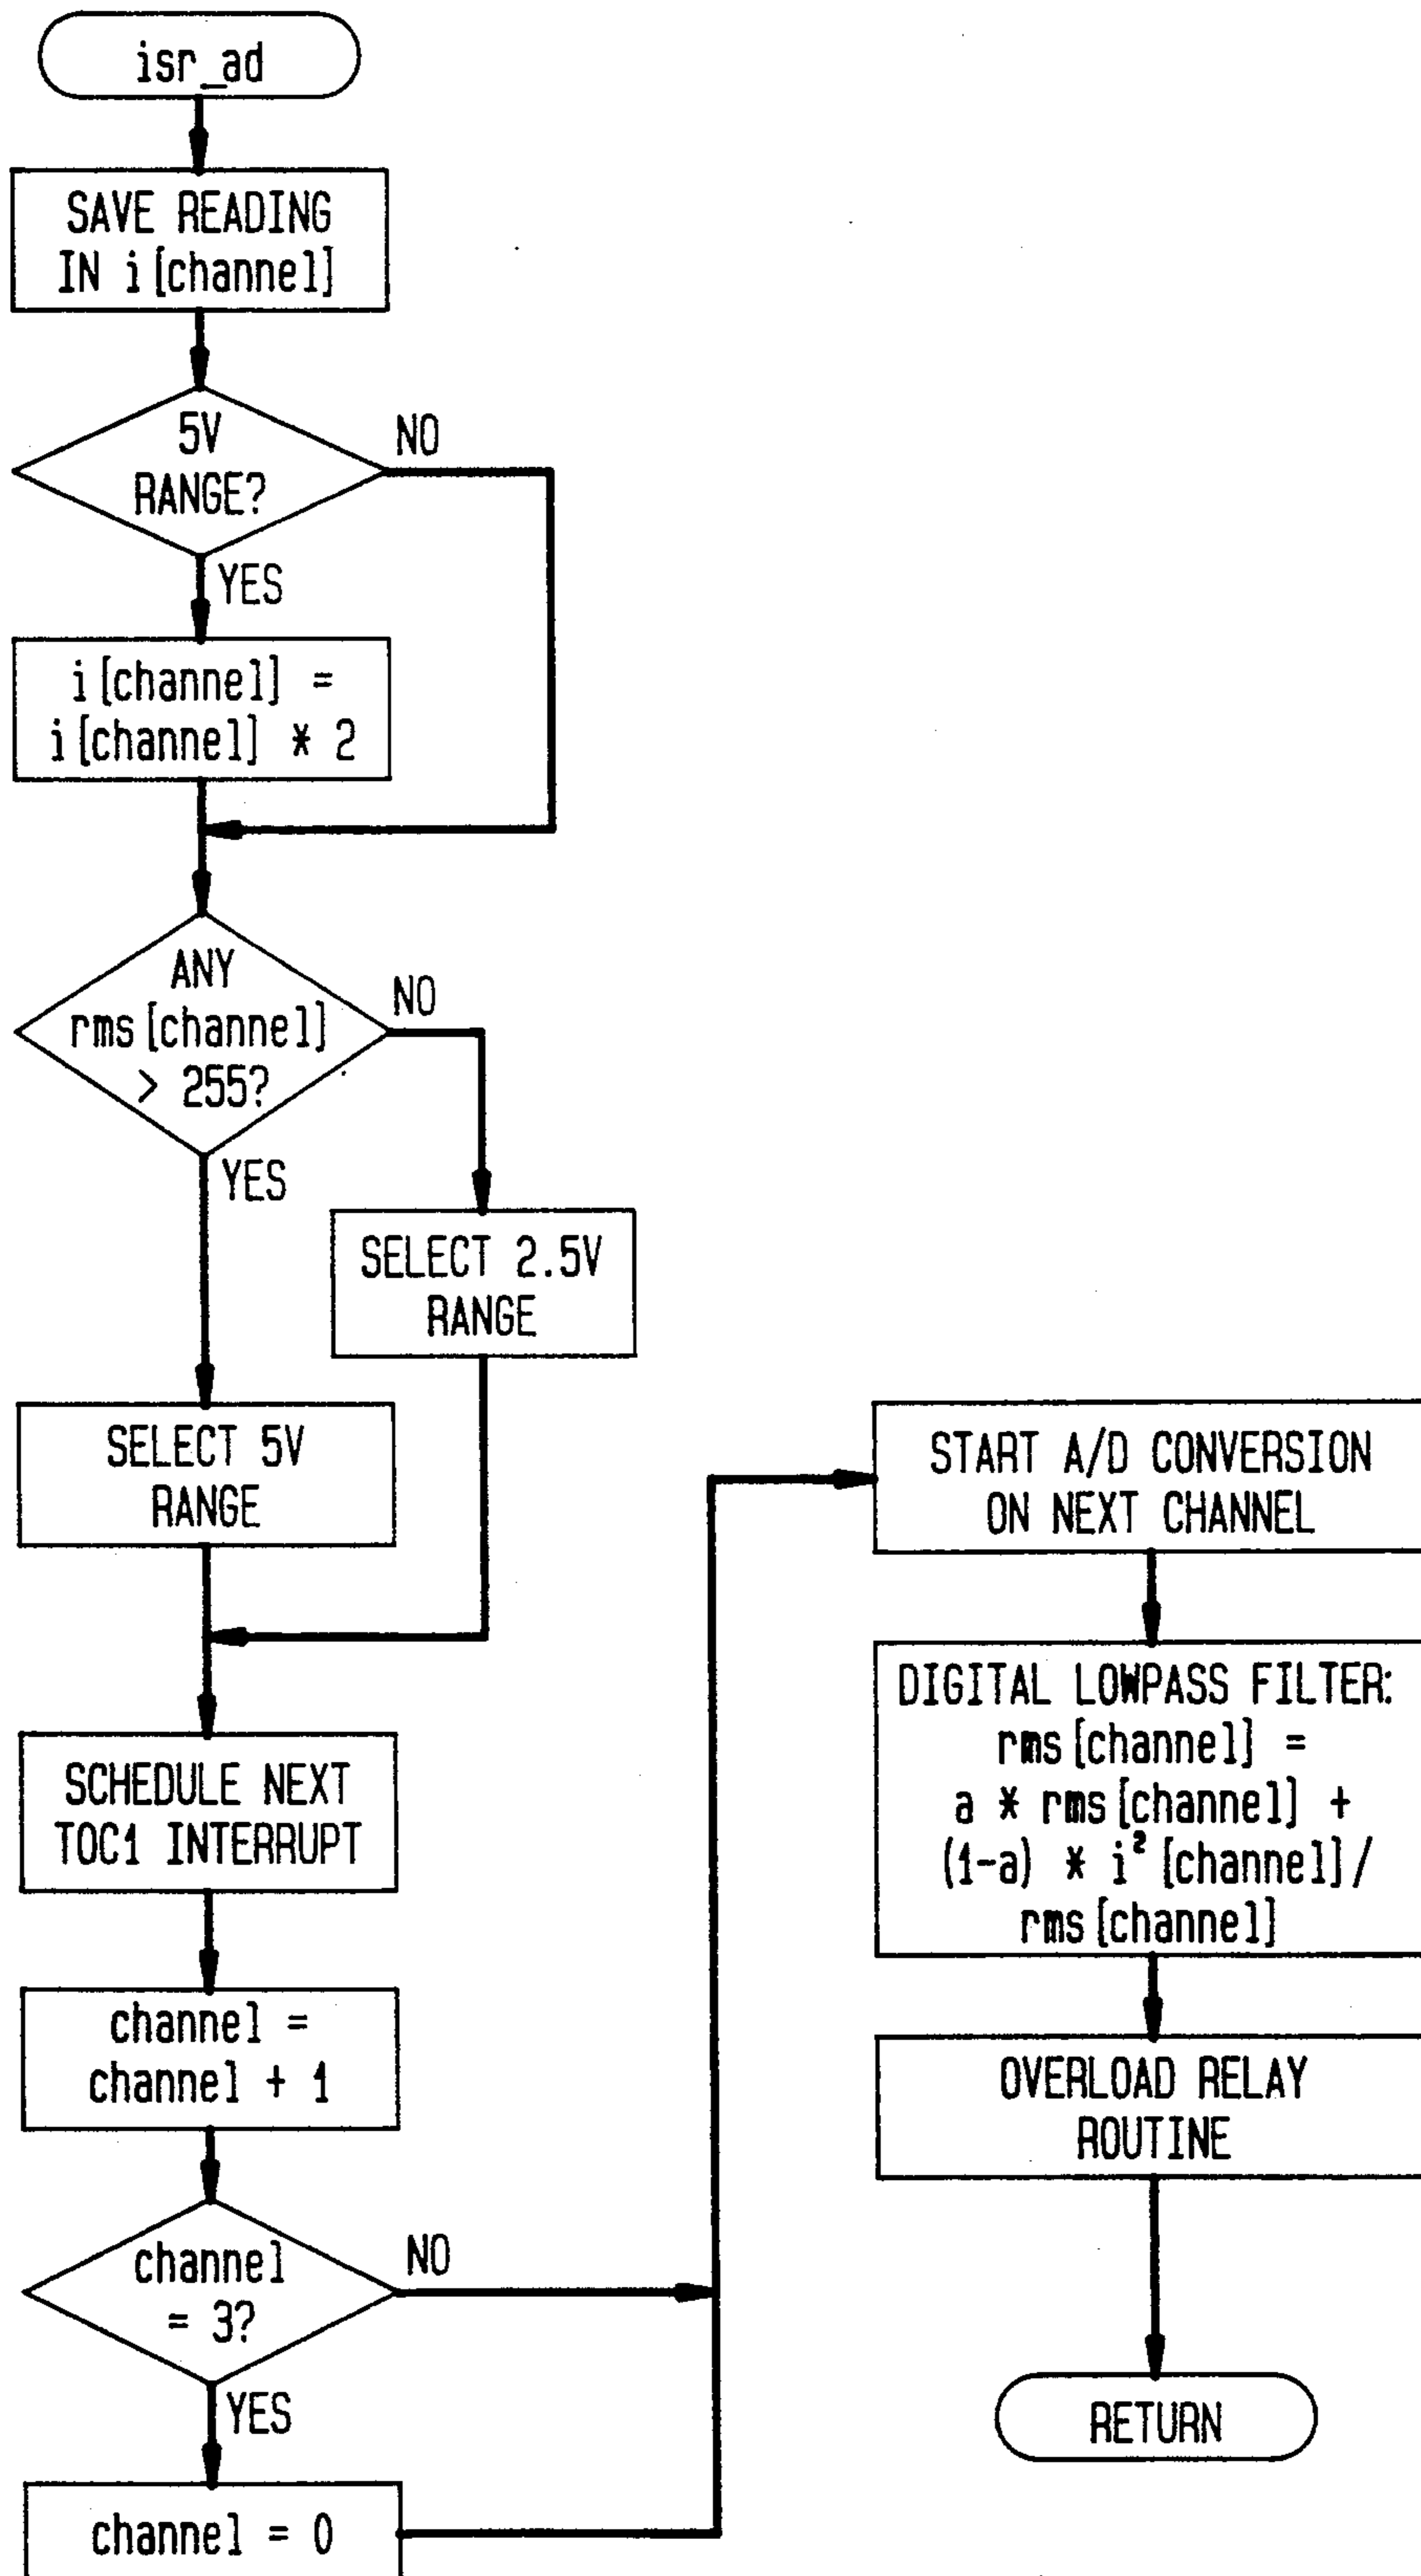 isr_ad
SAVE READING
IN i[channel]
5V
RANGE?
NO
YES
i[channel] =
i[channel] * 2
ANY
rms[channel]
> 255?
NO
YES
SELECT 2.5V
RANGE
SELECT 5V
RANGE
SCHEDULE NEXT
TOC1 INTERRUPT
channel =
channel + 1
channel
= 3?
NO
YES
channel = 0
START A/D CONVERSION
ON NEXT CHANNEL
DIGITAL LOWPASS FILTER:
rms[channel] =
a * rms[channel] +
(1-a) * i²[channel]/
rms[channel]
OVERLOAD RELAY
ROUTINE
RETURN